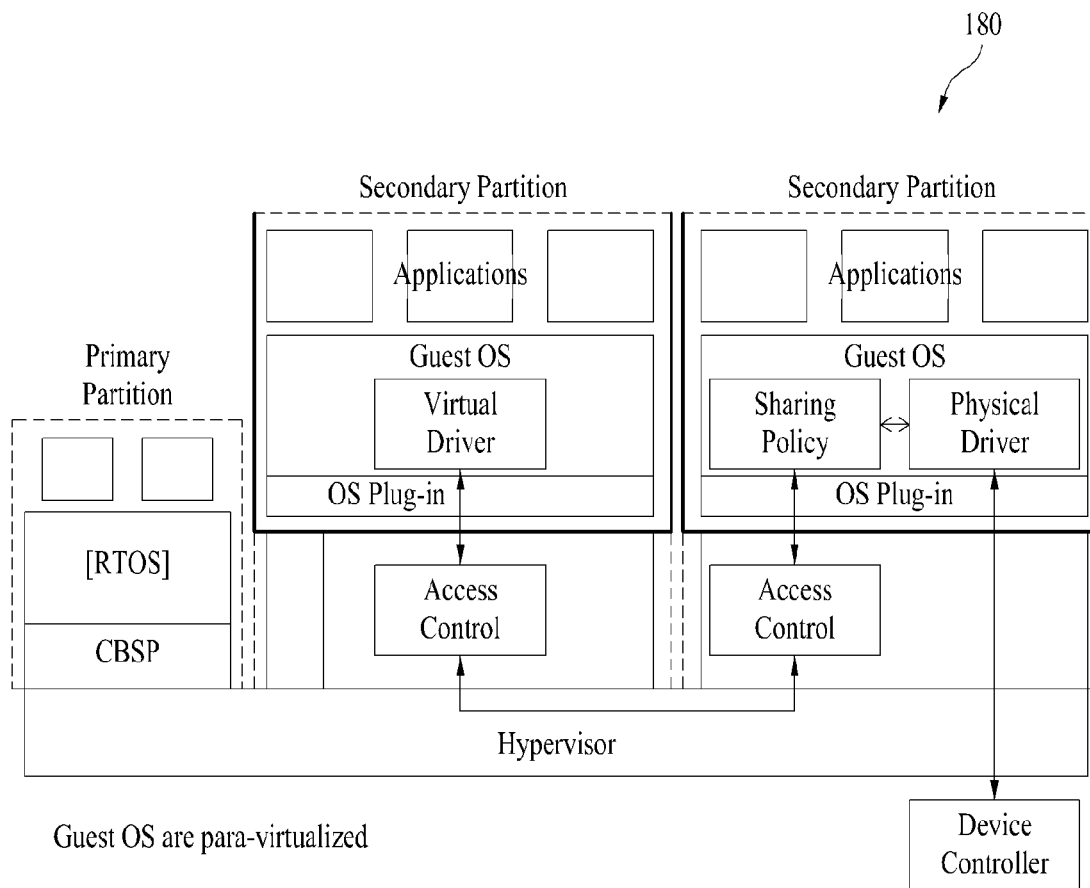 180
Secondary Partition
Secondary Partition
Applications
Applications
Primary
Partition
Guest OS
Guest OS
Virtual
Driver
Sharing
Policy
Physical
Driver
OS Plug-in
OS Plug-in
[RTOS]
CBSP
Access
Control
Access
Control
Hypervisor
Guest OS are para-virtualized
Device
Controller